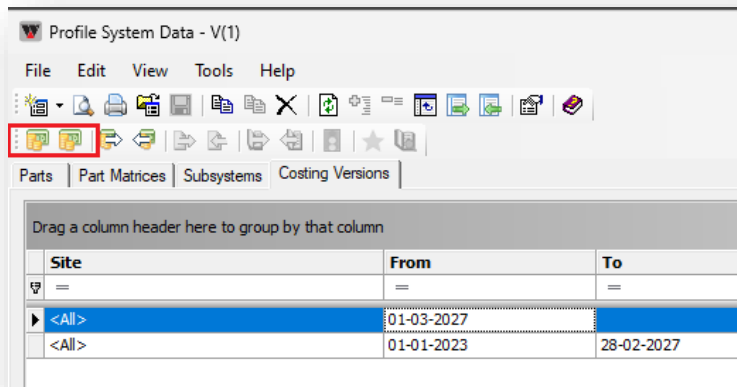 Profile System Data - V(1)
File Edit View Tools Help
Parts Part Matrices Subsystems Costing Versions
Drag a column header here to group by that column
Site From To
= = =
<All> 01-03-2027
<All> 01-01-2023 28-02-2027